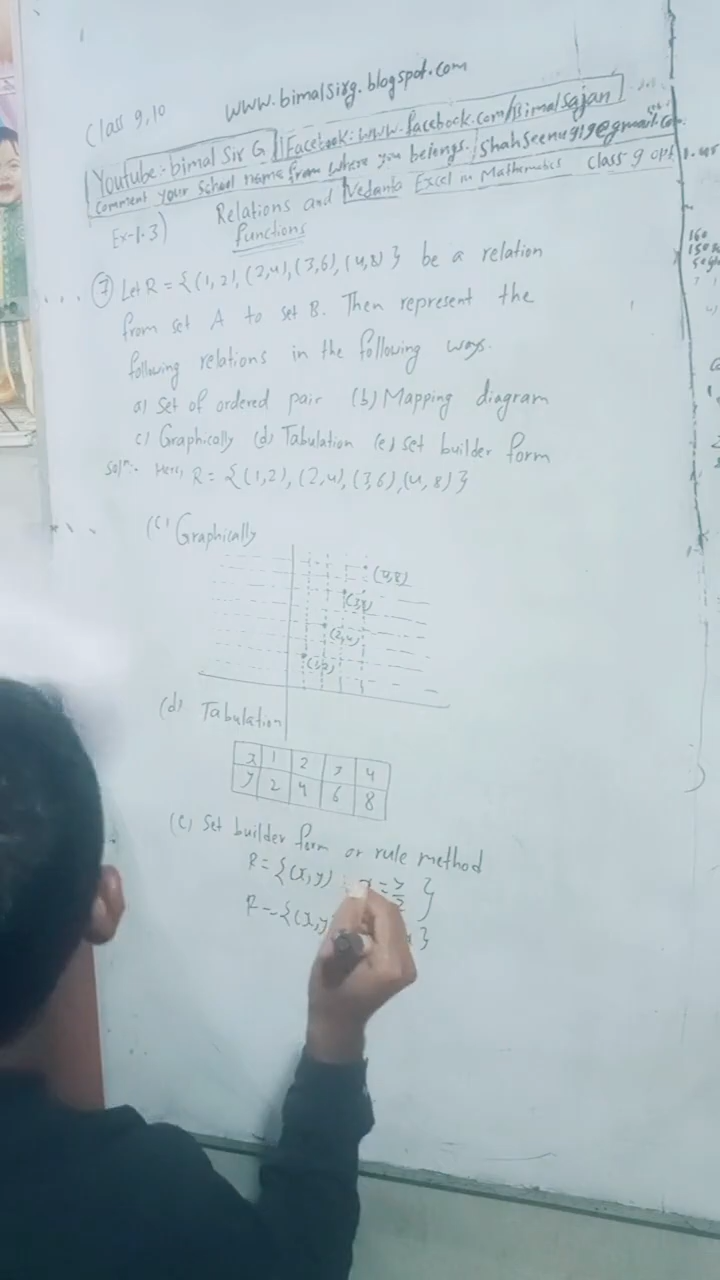 Class 9,10
www.bimalsirg.blogspot.com
Youtube:- bimal Sir G || Facebook: www.facebook.com/bimalsajan
Comment your School name from where you belongs. | Shahseenu919@gmail.com
Ex-1.3) Relations and functions Vedanta Excel in Mathematics Class 9 opt
(7) Let R = {(1,2), (2,4), (3,6), (4,8)} be a relation
from set A to set B. Then represent the
following relations in the following ways.
a) Set of ordered pair (b) Mapping diagram
c) Graphically (d) Tabulation (e) set builder form
Solⁿ:- Here, R = {(1,2), (2,4), (3,6), (4,8)}
(c) Graphically
(4,8)
(2,4)
(1,2)
(d) Tabulation
x 1 2 3 4
y 2 4 6 8
(e) Set builder form or rule method
R = {(x,y) : x = y/2 }
R = {(x,y